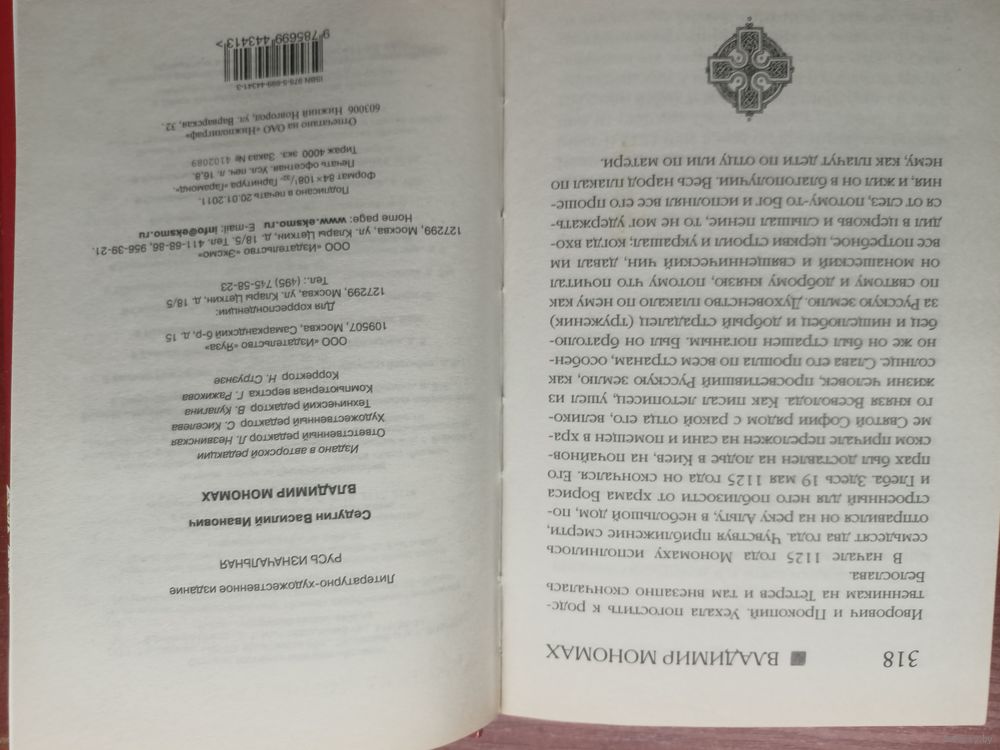 318 ВЛАДИМИР МОНОМАХ
Иворович и Прокопий. Уехала погостить к родс-
твенникам на Тетерев и там внезапно скончалась
Белослава.
В начале 1125 года Мономаху исполнилось
семьдесят два года. Чувствуя приближение смерти,
отправился он на реку Альту, в небольшой дом, по-
строенный для него поблизости от храма Бориса
и Глеба. Здесь 19 мая 1125 года он скончался. Его
прах был доставлен на лодье в Киев, на почайнов-
ском причале переложен на сани и помещен в хра-
ме Святой Софии рядом с ракой отца его, велико-
го князя Всеволода. Как писал летописец, ушел из
жизни человек, просветивший Русскую землю, как
солнце. Слава его прошла по всем странам, особен-
но же он был страшен поганым. Был он братолю-
бец и нищелюбец и добрый страдалец (труженик)
за Русскую землю. Духовенство плакало по нему как
по святому и доброму князю, потому что почитал
он монашеский и священнический чин, давал им
все потребное, церкви строил и украшал; когда вхо-
дил в церковь и слышал пение, то не мог удержать-
ся от слез, потому-то Бог и исполнял все его проше-
ния, и жил он в благополучии. Весь народ плакал по
нему, как плачут дети по отцу или по матери.
Литературно-художественное издание
РУСЬ ИЗНАЧАЛЬНАЯ
Седугин Василий Иванович
ВЛАДИМИР МОНОМАХ
Издано в авторской редакции
Ответственный редактор Л. Незвинская
Художественный редактор С. Киселева
Технический редактор В. Кулагина
Компьютерная верстка Г. Ражикова
Корректор Н. Струэнзе
ООО «Издательство «Яуза»
109507, Москва, Самаркандский б-р, д. 15
Для корреспонденции:
127299, Москва, ул. Клары Цеткин, д. 18/5
Тел.: (495) 745-58-23
ООО «Издательство «Эксмо»
127299, Москва, ул. Клары Цеткин, д. 18/5. Тел. 411-68-86, 956-39-21.
Home page: www.eksmo.ru E-mail: info@eksmo.ru
Подписано в печать 20.01.2011.
Формат 84×108 1/32. Гарнитура «Гарамонд».
Печать офсетная. Усл. печ. л. 16,8.
Тираж 4000 экз. Заказ № 4102089
Отпечатано на ОАО «Нижполиграф»
603006 Нижний Новгород, ул. Варварская, 32.
ISBN 978-5-699-44341-3
9 785699 443413 >